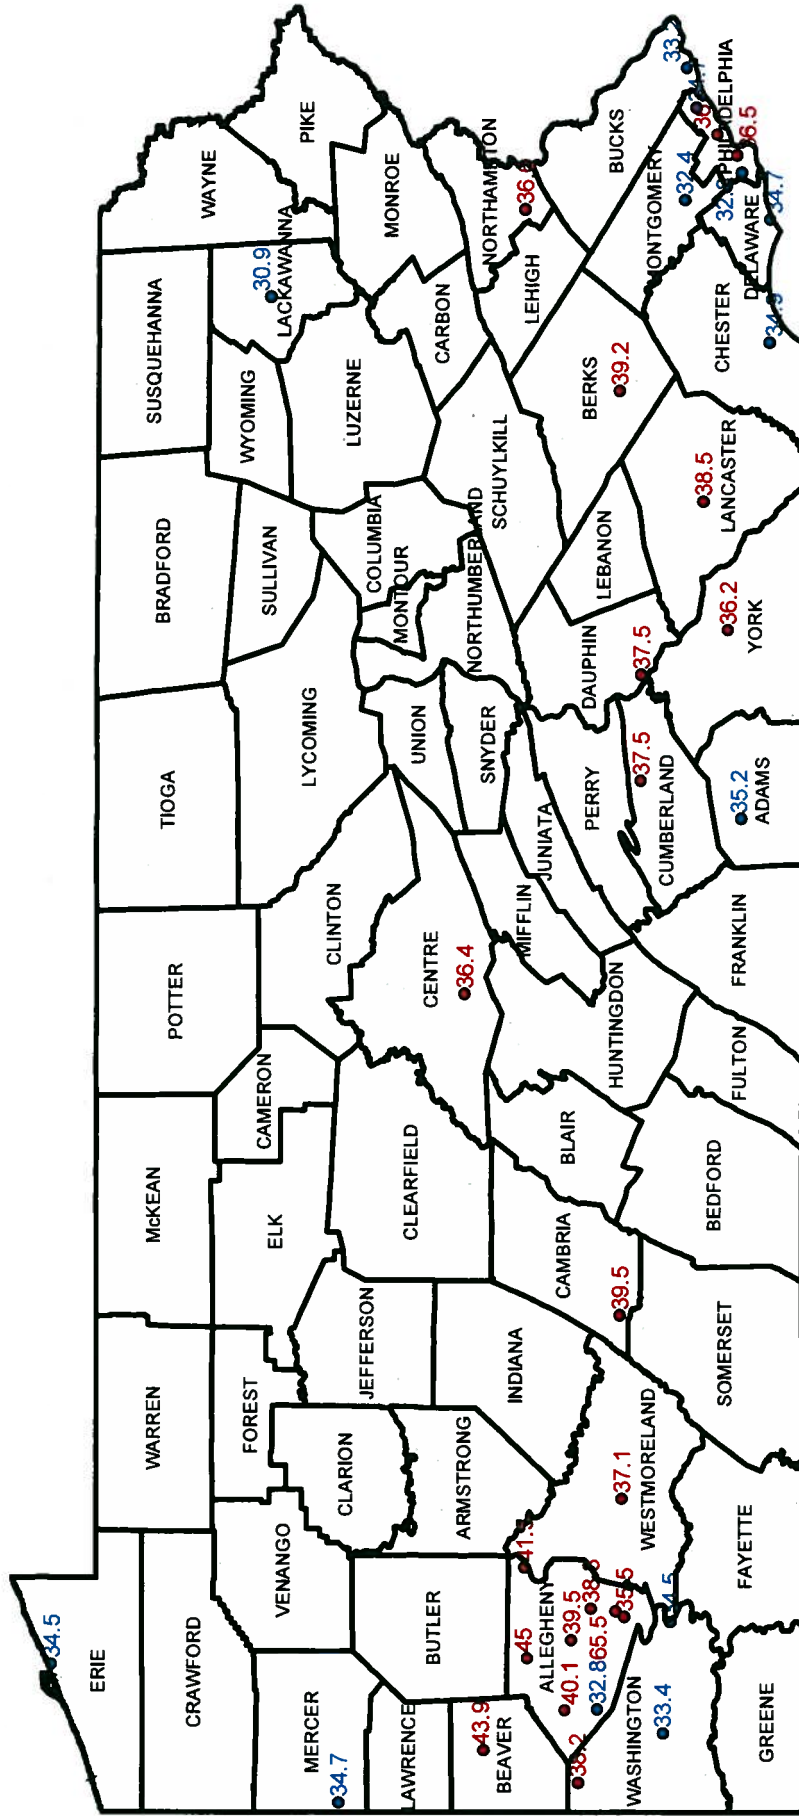 ERIE
34.5
CRAWFORD
WARREN
McKEAN
POTTER
TIOGA
BRADFORD
SUSQUEHANNA
WAYNE
PIKE
MERCER
34.7
VENANGO
FOREST
ELK
CAMERON
CLINTON
LYCOMING
SULLIVAN
WYOMING
LACKAWANNA
30.9
LUZERNE
MONROE
LAWRENCE
BUTLER
CLARION
JEFFERSON
CLEARFIELD
CENTRE
36.4
UNION
MONTOUR
COLUMBIA
NORTHUMBERLAND
SNYDER
CARBON
NORTHAMPTON
LEHIGH
BEAVER
43.9
ARMSTRONG
INDIANA
CAMBRIA
39.5
BLAIR
HUNTINGDON
MIFFLIN
JUNIATA
PERRY
DAUPHIN
37.5
LEBANON
SCHUYLKILL
BERKS
39.2
BUCKS
MONTGOMERY
32.4
ALLEGHENY
45
40.1
39.5
32.8
65.5
WESTMORELAND
37.1
WASHINGTON
33.4
GREENE
FAYETTE
SOMERSET
BEDFORD
FULTON
FRANKLIN
CUMBERLAND
37.5
ADAMS
35.2
YORK
36.2
LANCASTER
38.5
CHESTER
34.9
DELAWARE
34.7
PHILADELPHIA